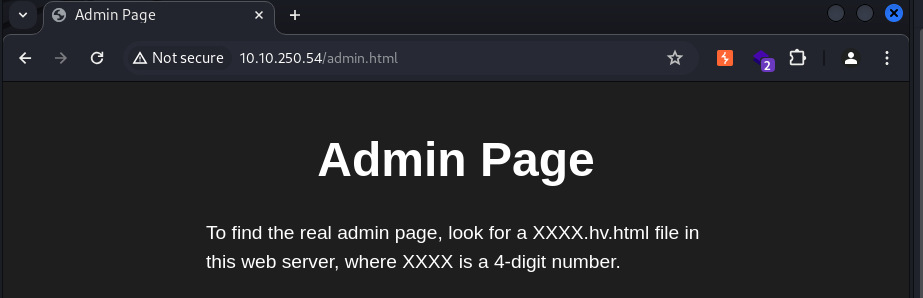 Admin Page
Not secure 10.10.250.54/admin.html
2
Admin Page
To find the real admin page, look for a XXXX.hv.html file in
this web server, where XXXX is a 4-digit number.